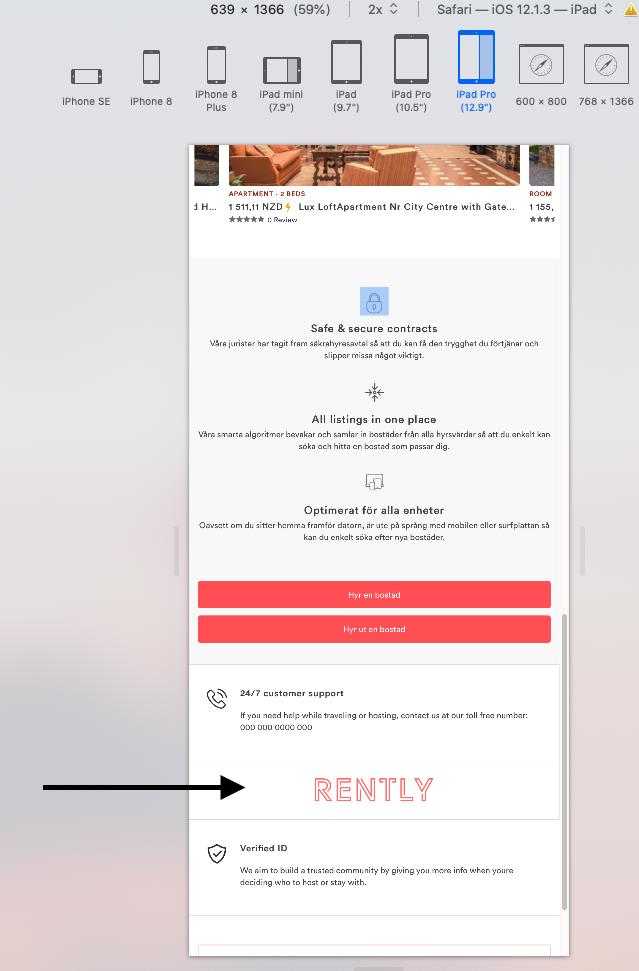 639 × 1366 (59%) 2x Safari — iOS 12.1.3 — iPad
iPhone SE
iPhone 8
iPhone 8
Plus
iPad mini
(7.9")
iPad
(9.7")
iPad Pro
(10.5")
iPad Pro
(12.9")
600 × 800
768 × 1366
APARTMENT · 2 BEDS
ROOM
d H...
1 511,11 NZD Lux LoftApartment Nr City Centre with Gate...
1 155,
0 Review
Safe & secure contracts
Våra jurister har tagit fram säkrahyresavtal så att du kan få den trygghet du förtjänar och
slipper missa något viktigt.
All listings in one place
Våra smarta algoritmer bevakar och samlar in bostäder från alla hyrsvärdar så att du enkelt kan
söka och hitta en bostad som passar dig.
Optimerat för alla enheter
Oavsett om du sitter hemma framför datorn, är ute på språng med mobilen eller surfplattan så
kan du enkelt söka efter nya bostäder.
Hyr en bostad
Hyr ut en bostad
24/7 customer support
If you need help while traveling or hosting, contact us at our toll free number:
000 000 0000 000
RENTLY
Verified ID
We aim to build a trusted community by giving you more info when youre
deciding who to host or stay with.